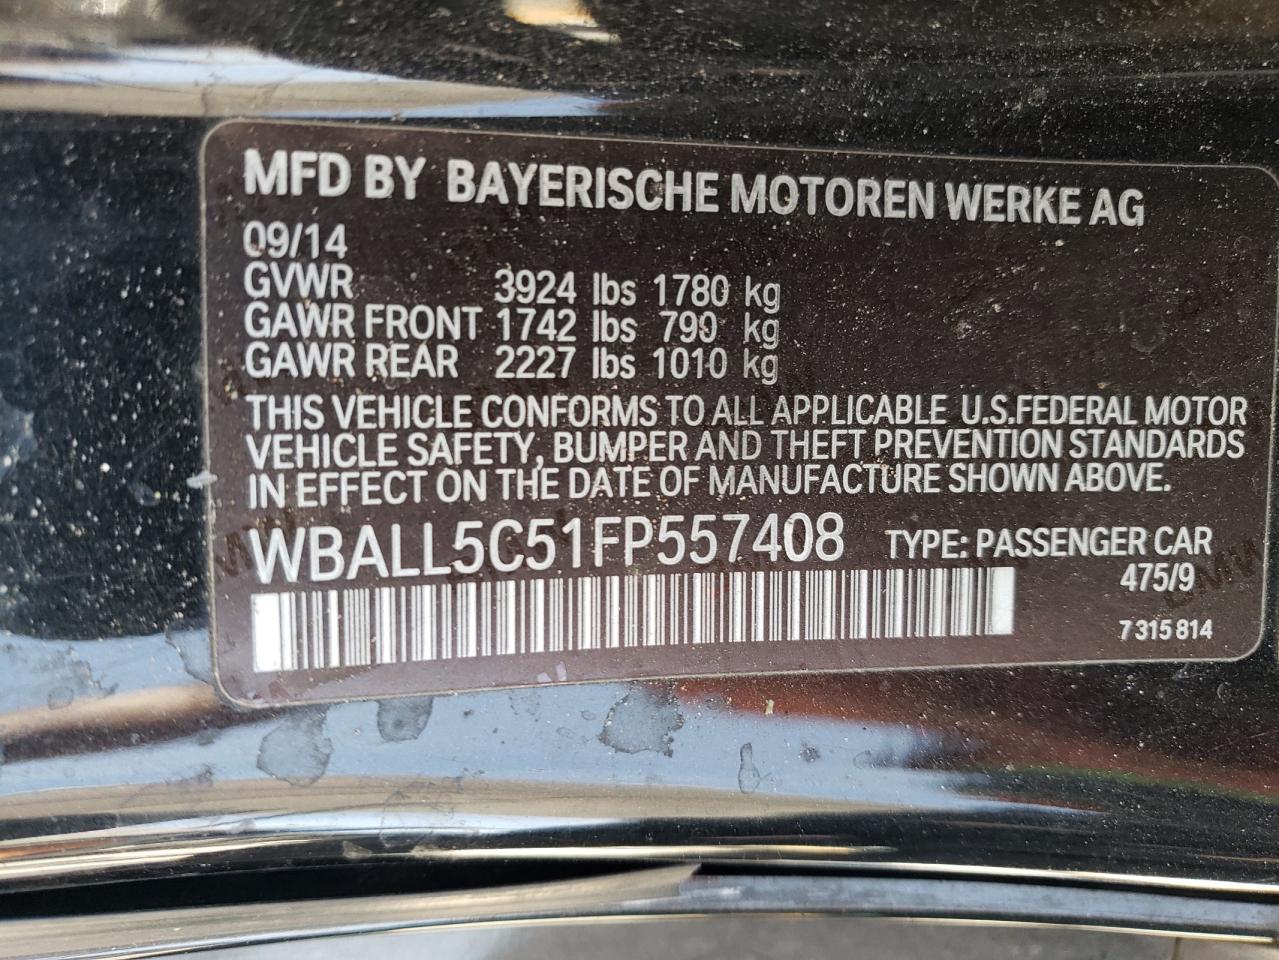 MFD BY BAYERISCHE MOTOREN WERKE AG
09/14
GVWR 3924 lbs 1780 kg
GAWR FRONT 1742 lbs 790 kg
GAWR REAR 2227 lbs 1010 kg
THIS VEHICLE CONFORMS TO ALL APPLICABLE U.S.FEDERAL MOTOR
VEHICLE SAFETY, BUMPER AND THEFT PREVENTION STANDARDS
IN EFFECT ON THE DATE OF MANUFACTURE SHOWN ABOVE.
WBALL5C51FP557408 TYPE: PASSENGER CAR
475/9
7 315 814